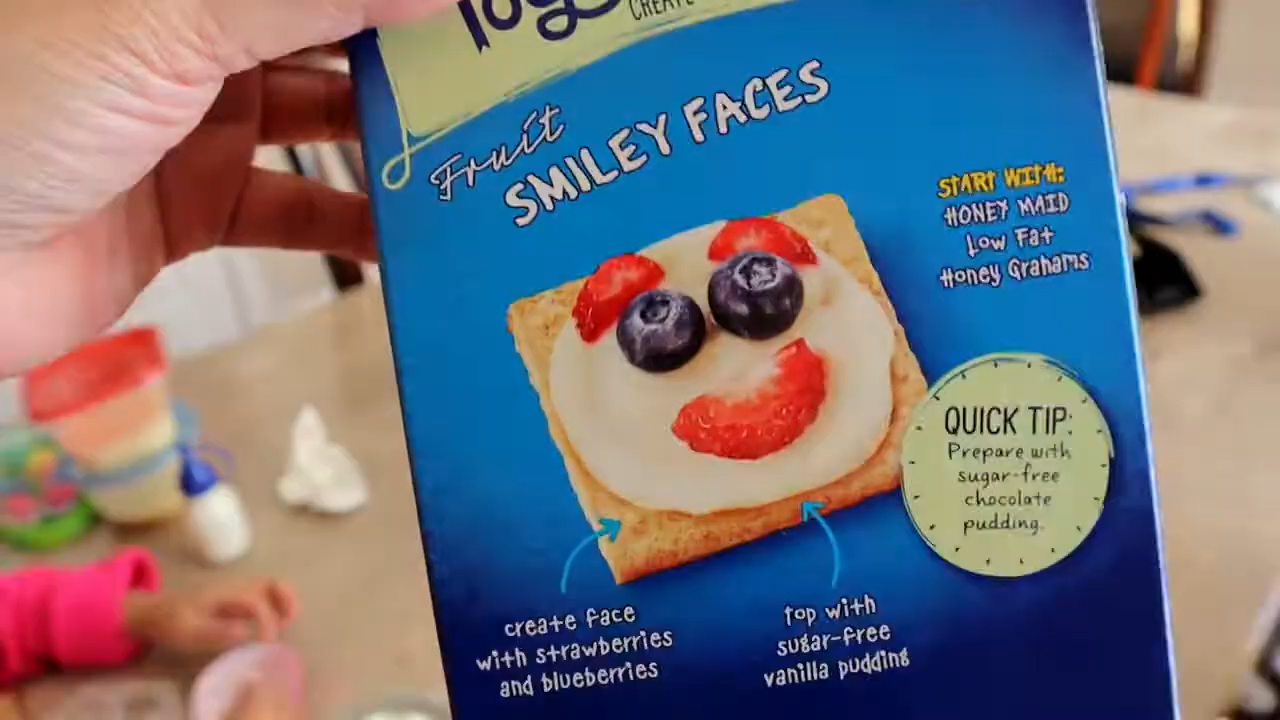 CREATE
Fruit
SMILEY FACES
START WITH:
HONEY MAID
Low Fat
Honey Grahams
QUICK TIP:
Prepare with
sugar-free
chocolate
pudding.
create face
with strawberries
and blueberries
top with
sugar-free
vanilla pudding